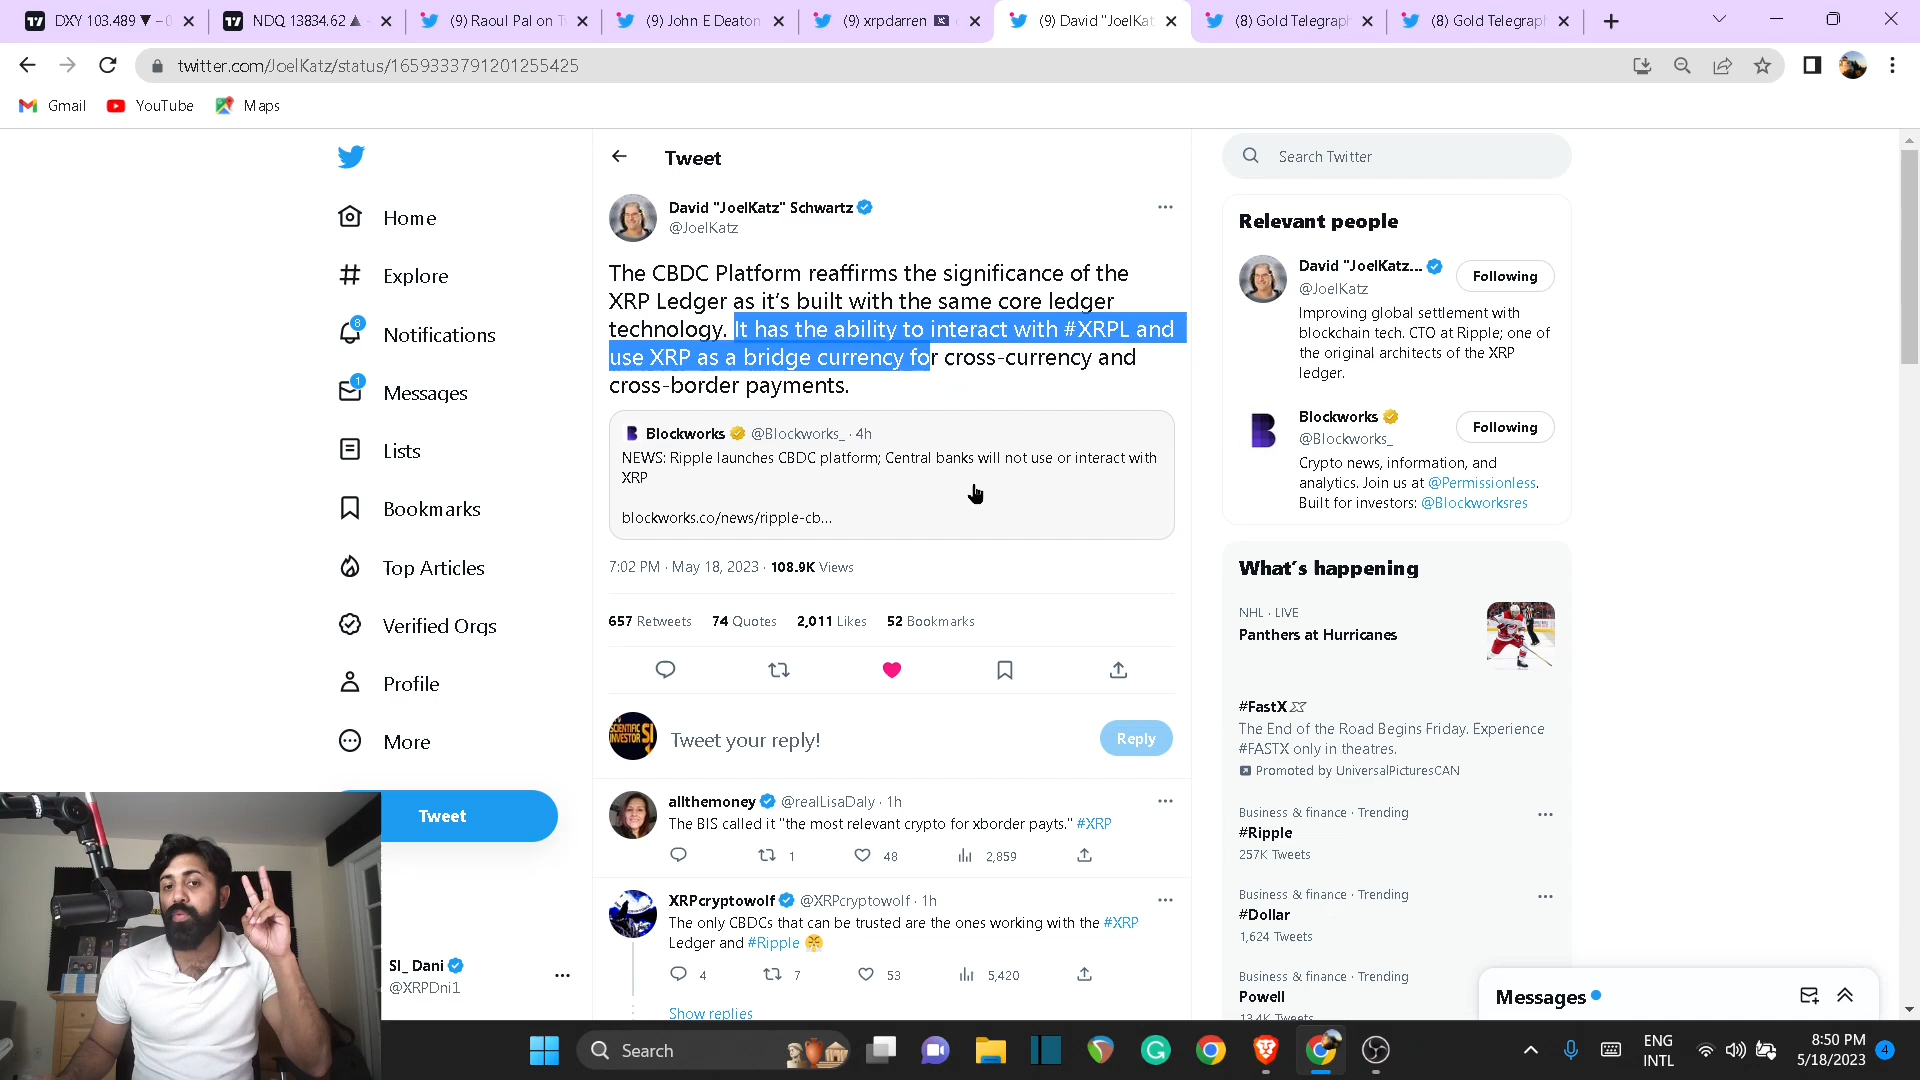 DXY 103.489 ▼ −0
NDQ 13834.62 ▲
(9) Raoul Pal on T
(9) John E Deaton
(9) xrpdarren
(9) David "JoelKat
(8) Gold Telegraph
(8) Gold Telegraph
twitter.com/JoelKatz/status/1659333791201255425
Gmail
YouTube
Maps
Home
Explore
8
Notifications
1
Messages
Lists
Bookmarks
Top Articles
Verified Orgs
Profile
More
Tweet
SI_Dani
@XRPDni1
Tweet
David "JoelKatz" Schwartz
@JoelKatz
The CBDC Platform reaffirms the significance of the
XRP Ledger as it's built with the same core ledger
technology. It has the ability to interact with #XRPL and
use XRP as a bridge currency for cross-currency and
cross-border payments.
Blockworks @Blockworks_ · 4h
NEWS: Ripple launches CBDC platform; Central banks will not use or interact with
XRP
blockworks.co/news/ripple-cb...
7:02 PM · May 18, 2023 · 108.9K Views
657 Retweets 74 Quotes 2,011 Likes 52 Bookmarks
SCIENTIFIC
INVESTOR SI
Tweet your reply!
Reply
allthemoney @realLisaDaly · 1h
The BIS called it "the most relevant crypto for xborder payts." #XRP
1 48 2,859
XRPcryptowolf @XRPcryptowolf · 1h
The only CBDCs that can be trusted are the ones working with the #XRP
Ledger and #Ripple
4 7 53 5,420
Show replies
Search Twitter
Relevant people
David "JoelKatz...
@JoelKatz
Following
Improving global settlement with
blockchain tech. CTO at Ripple; one of
the original architects of the XRP
ledger.
Blockworks
@Blockworks_
Following
Crypto news, information, and
analytics. Join us at @Permissionless.
Built for investors: @Blockworksres
What's happening
NHL · LIVE
Panthers at Hurricanes
#FastX
The End of the Road Begins Friday. Experience
#FASTX only in theatres.
Promoted by UniversalPicturesCAN
Business & finance · Trending
#Ripple
257K Tweets
Business & finance · Trending
#Dollar
1,624 Tweets
Business & finance · Trending
Powell
13.4K Tweets
Messages
Search
ENG
INTL
8:50 PM
5/18/2023
4